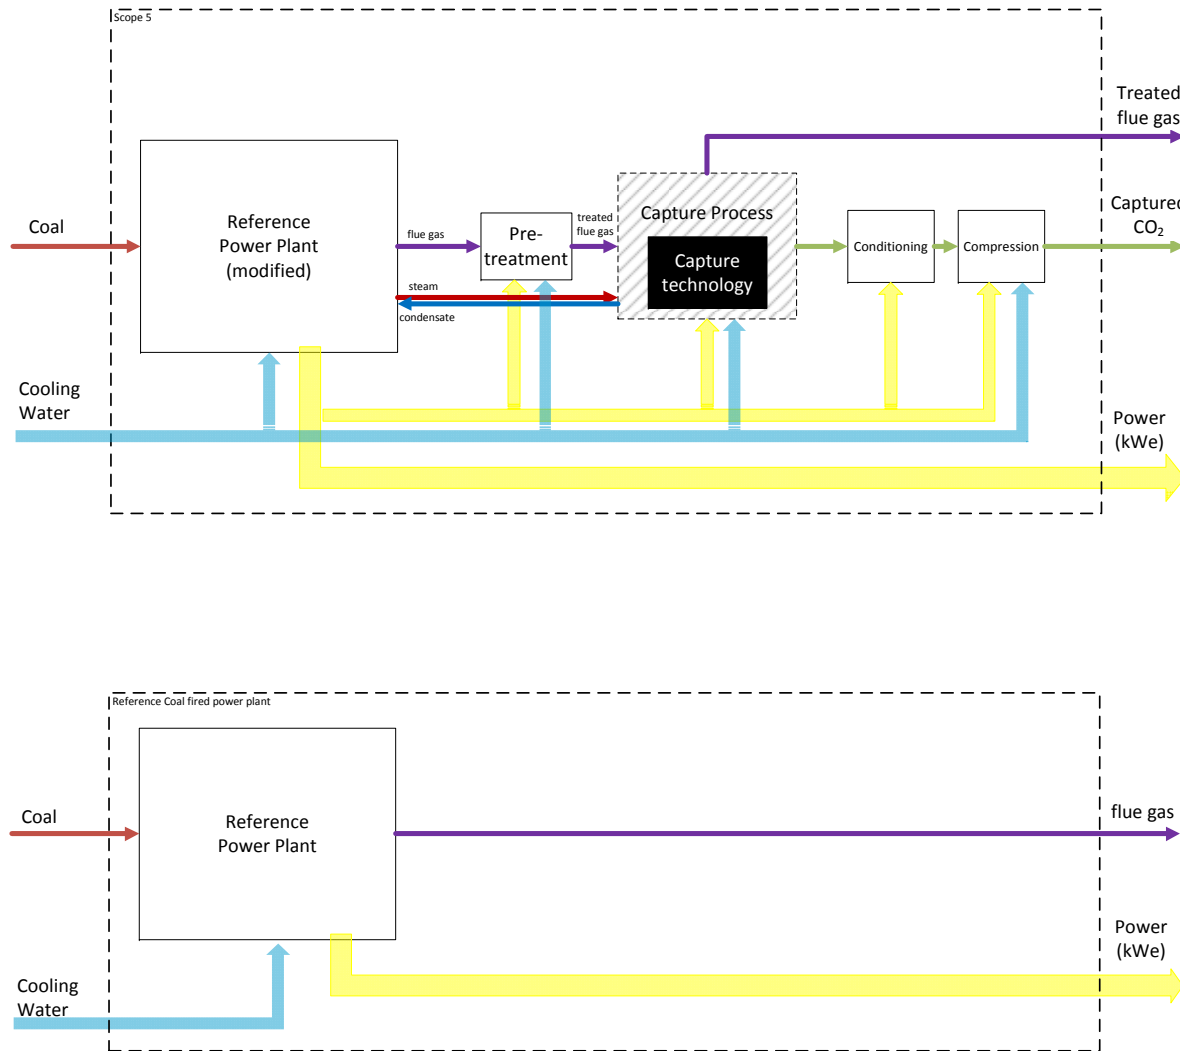 Scope 5
Treated
flue gas
Coal
Reference
Power Plant
(modified)
flue gas
Pre-
treatment
treated
flue gas
Capture Process
Capture
technology
Conditioning
Compression
Captured
CO₂
steam
condensate
Cooling
Water
Power
(kWe)
Reference Coal fired power plant
Coal
Reference
Power Plant
flue gas
Power
(kWe)
Cooling
Water